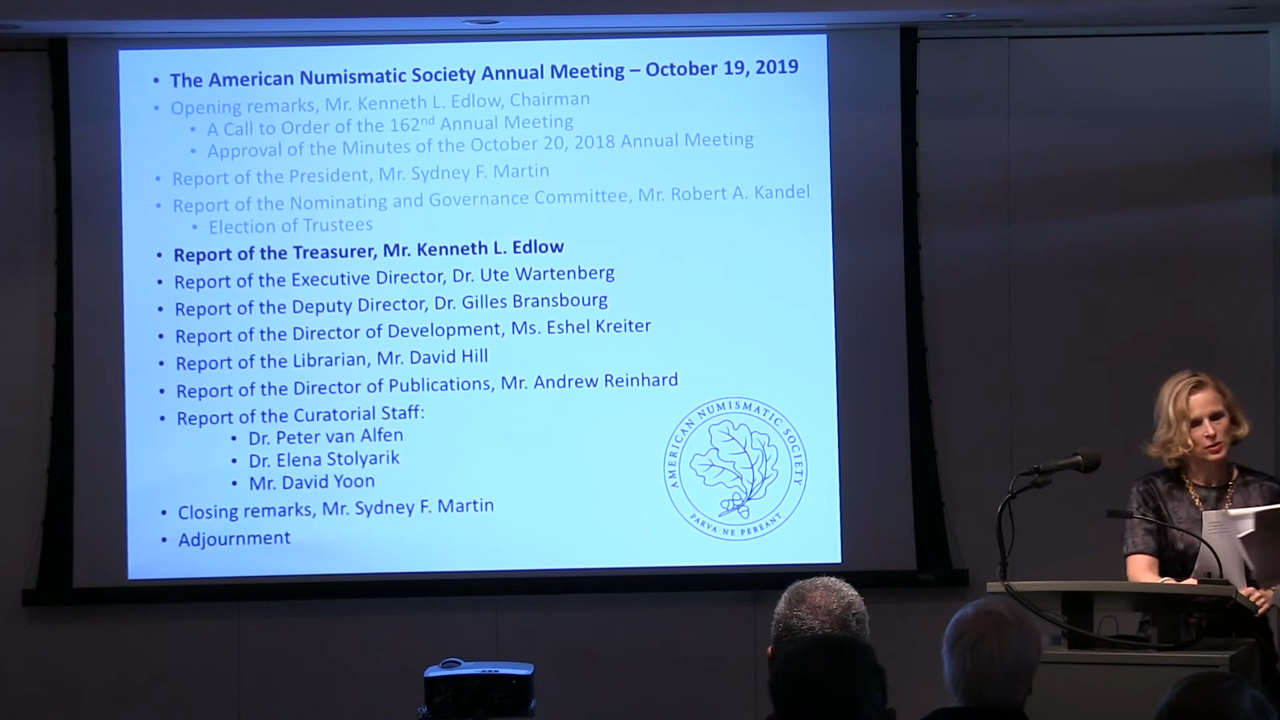 • The American Numismatic Society Annual Meeting – October 19, 2019
• Opening remarks, Mr. Kenneth L. Edlow, Chairman
• A Call to Order of the 162nd Annual Meeting
• Approval of the Minutes of the October 20, 2018 Annual Meeting
• Report of the President, Mr. Sydney F. Martin
• Report of the Nominating and Governance Committee, Mr. Robert A. Kandel
• Election of Trustees
• Report of the Treasurer, Mr. Kenneth L. Edlow
• Report of the Executive Director, Dr. Ute Wartenberg
• Report of the Deputy Director, Dr. Gilles Bransbourg
• Report of the Director of Development, Ms. Eshel Kreiter
• Report of the Librarian, Mr. David Hill
• Report of the Director of Publications, Mr. Andrew Reinhard
• Report of the Curatorial Staff:
• Dr. Peter van Alfen
• Dr. Elena Stolyarik
• Mr. David Yoon
• Closing remarks, Mr. Sydney F. Martin
• Adjournment
AMERICAN NUMISMATIC SOCIETY
PARVA NE PEREANT